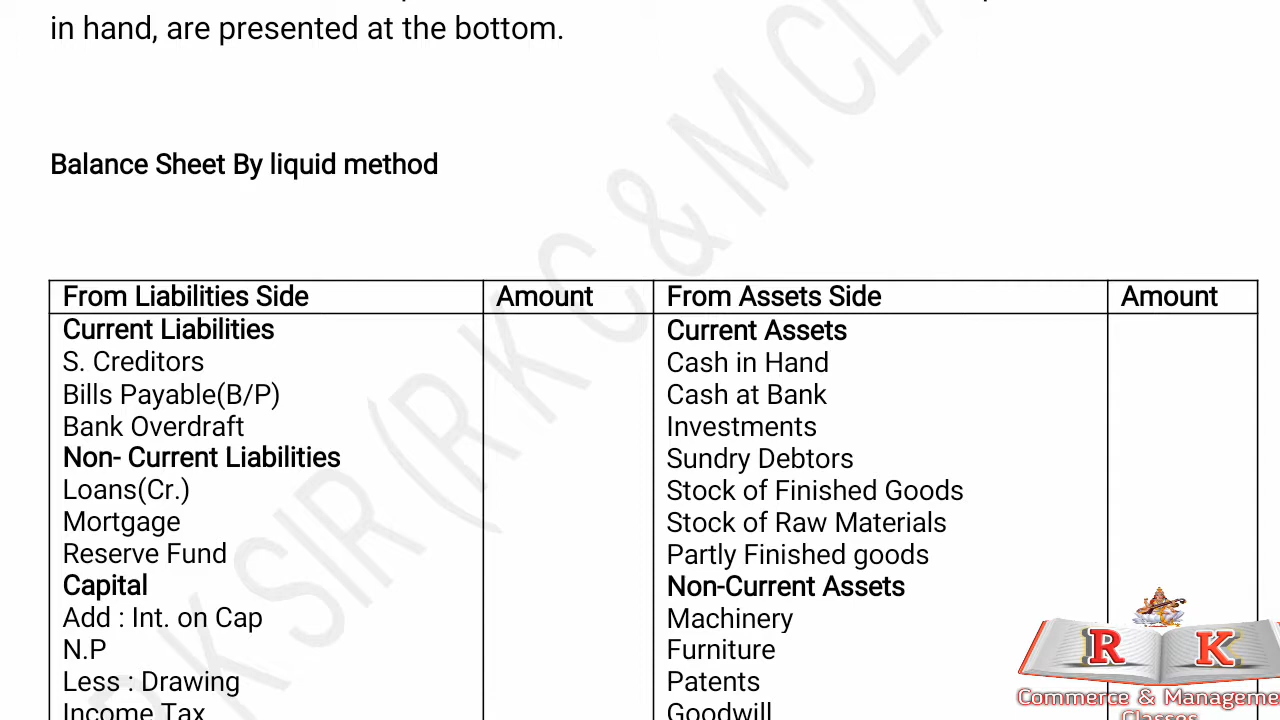 in hand, are presented at the bottom.
Balance Sheet By liquid method
From Liabilities Side Amount From Assets Side Amount
Current Liabilities Current Assets
S. Creditors Cash in Hand
Bills Payable(B/P) Cash at Bank
Bank Overdraft Investments
Non- Current Liabilities Sundry Debtors
Loans(Cr.) Stock of Finished Goods
Mortgage Stock of Raw Materials
Reserve Fund Partly Finished goods
Capital Non-Current Assets
Add : Int. on Cap Machinery
N.P Furniture
Less : Drawing Patents
Income Tax Goodwill
K SIR (R K C & M CLA
R K
Commerce & Manageme
Classes